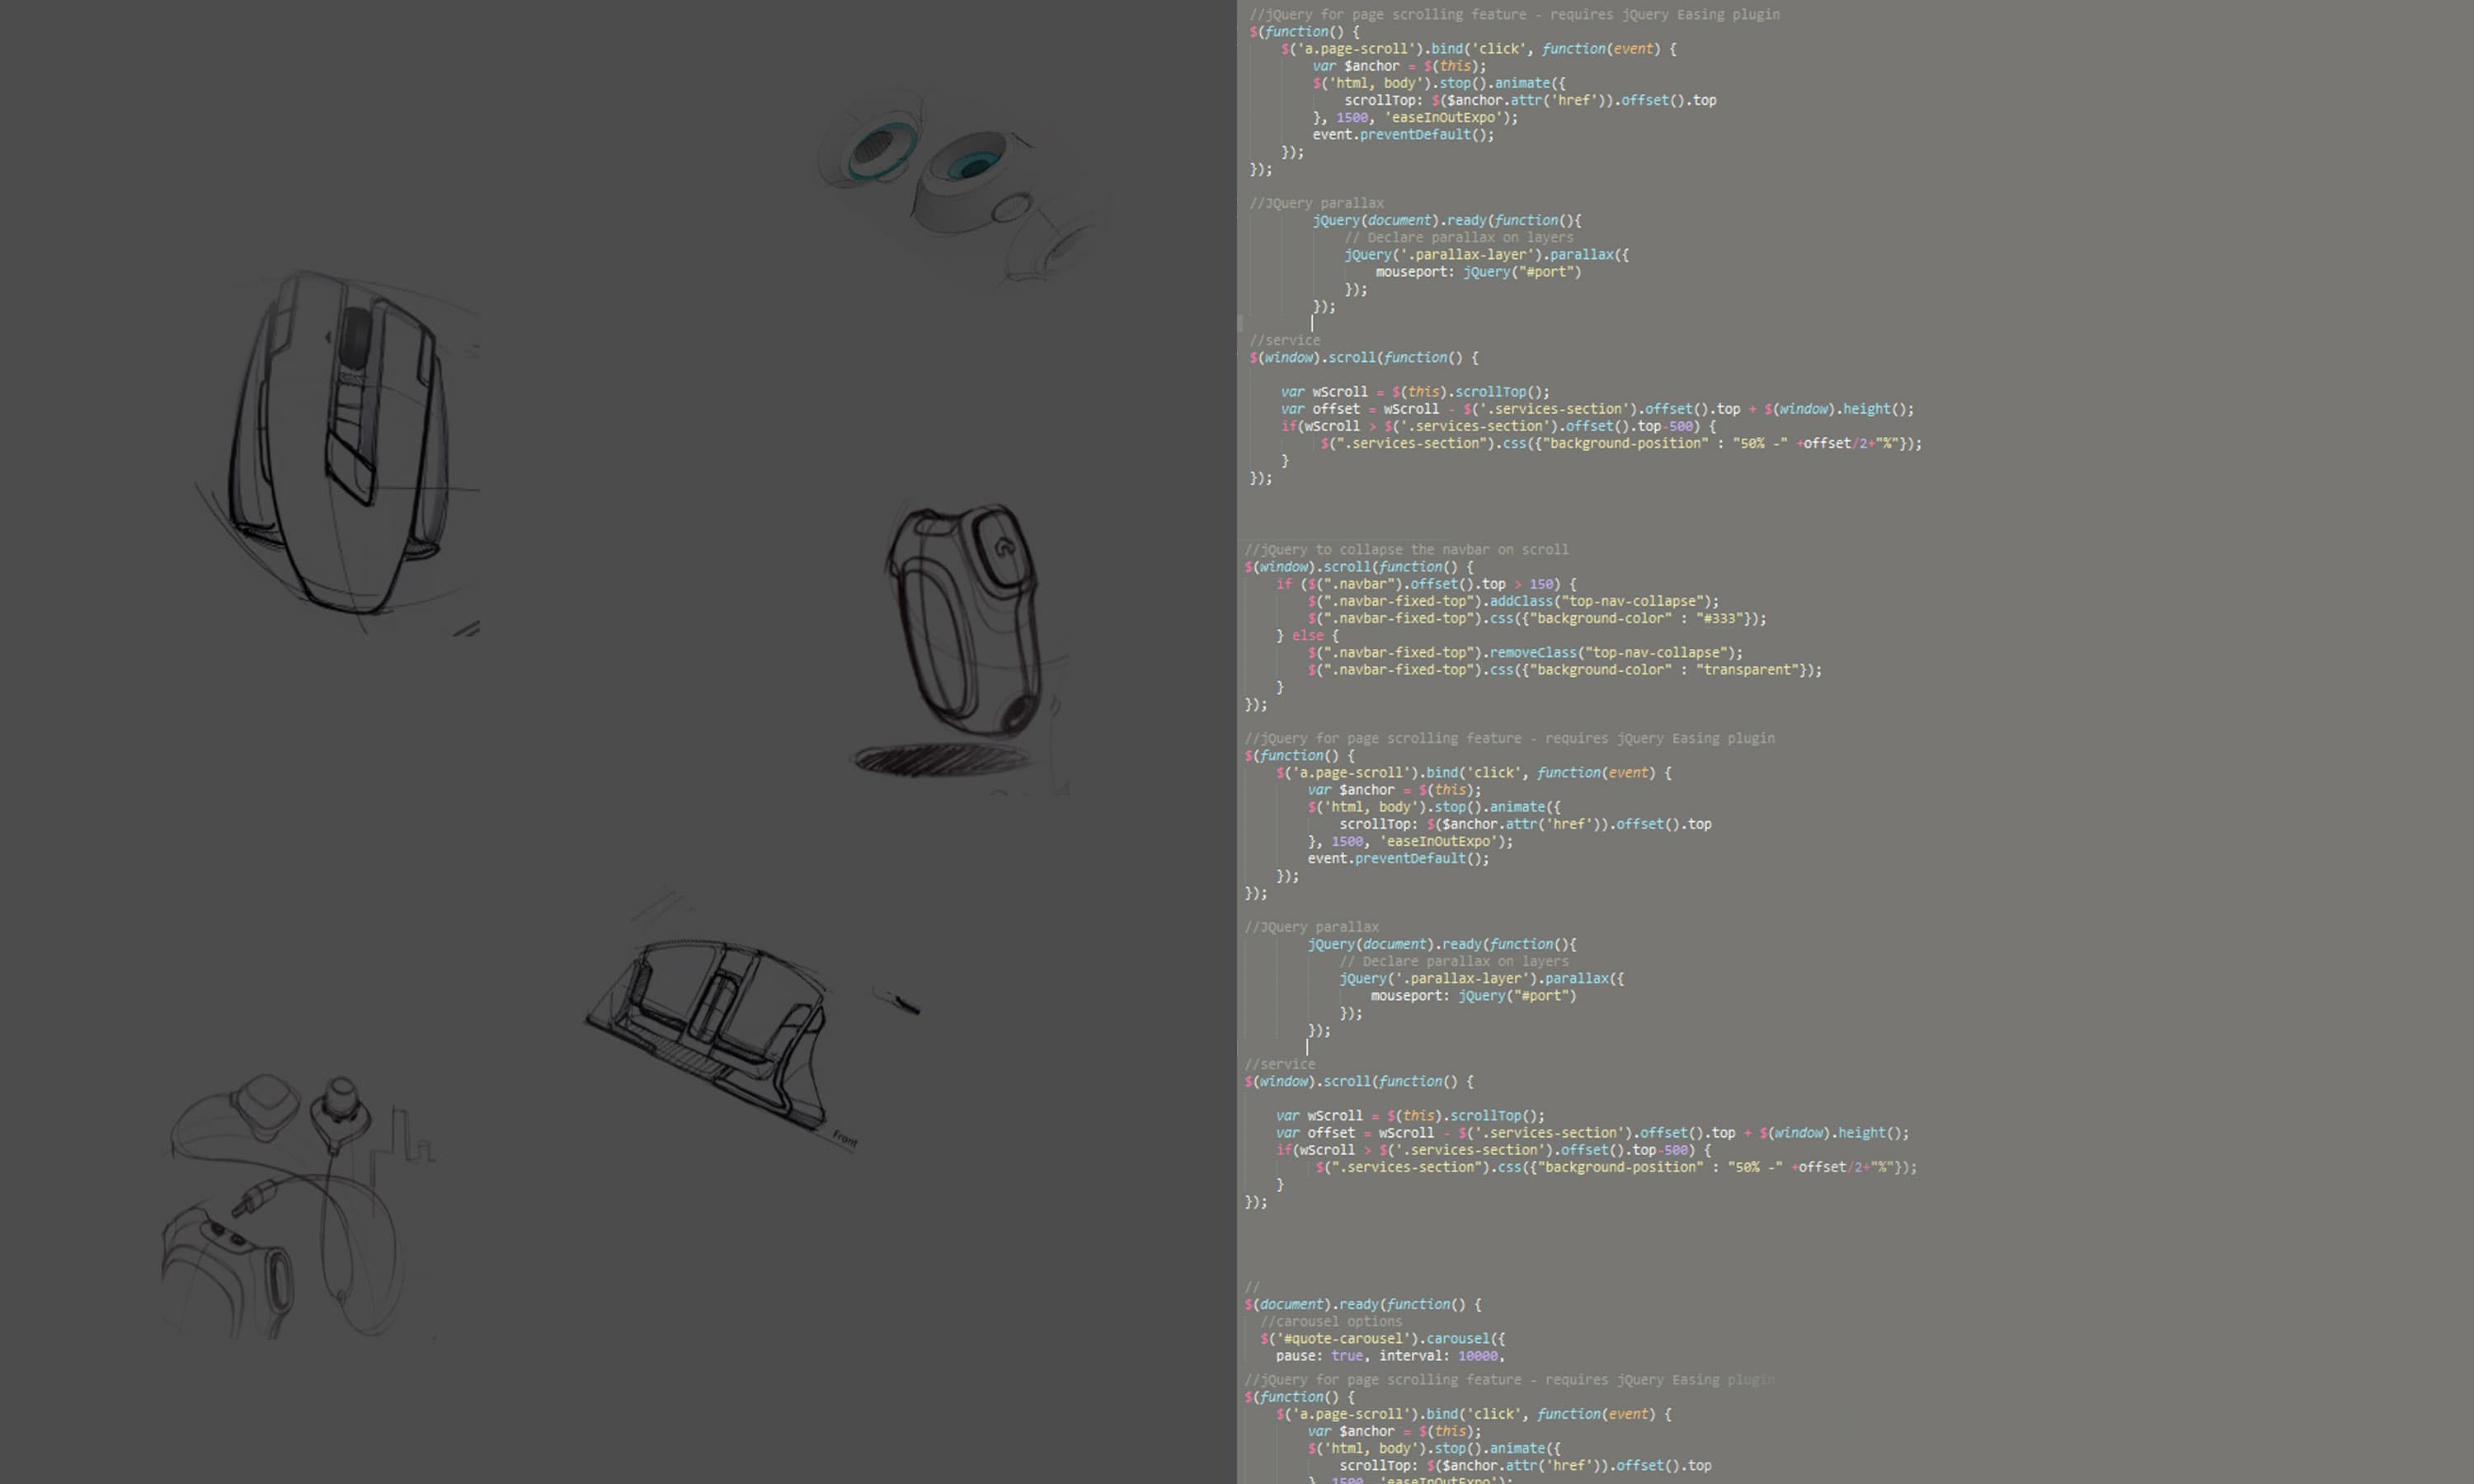 Front
//jQuery for page scrolling feature - requires jQuery Easing plugin
$(function() {
    $('a.page-scroll').bind('click', function(event) {
        var $anchor = $(this);
        $('html, body').stop().animate({
            scrollTop: $($anchor.attr('href')).offset().top
        }, 1500, 'easeInOutExpo');
        event.preventDefault();
    });
});
//JQuery parallax
        jQuery(document).ready(function(){
            // Declare parallax on layers
            jQuery('.parallax-layer').parallax({
                mouseport: jQuery("#port")
            });
        });
//service
$(window).scroll(function() {
    var wScroll = $(this).scrollTop();
    var offset = wScroll - $('.services-section').offset().top + $(window).height();
    if(wScroll > $('.services-section').offset().top-500) {
         $(".services-section").css({"background-position" : "50% -" +offset/2+"%"});
    }
});
//jQuery to collapse the navbar on scroll
$(window).scroll(function() {
    if ($(".navbar").offset().top > 150) {
        $(".navbar-fixed-top").addClass("top-nav-collapse");
        $(".navbar-fixed-top").css({"background-color" : "#333"});
    } else {
        $(".navbar-fixed-top").removeClass("top-nav-collapse");
        $(".navbar-fixed-top").css({"background-color" : "transparent"});
    }
});
//jQuery for page scrolling feature - requires jQuery Easing plugin
$(function() {
    $('a.page-scroll').bind('click', function(event) {
        var $anchor = $(this);
        $('html, body').stop().animate({
            scrollTop: $($anchor.attr('href')).offset().top
        }, 1500, 'easeInOutExpo');
        event.preventDefault();
    });
});
//JQuery parallax
        jQuery(document).ready(function(){
            // Declare parallax on layers
            jQuery('.parallax-layer').parallax({
                mouseport: jQuery("#port")
            });
        });
//service
$(window).scroll(function() {
    var wScroll = $(this).scrollTop();
    var offset = wScroll - $('.services-section').offset().top + $(window).height();
    if(wScroll > $('.services-section').offset().top-500) {
         $(".services-section").css({"background-position" : "50% -" +offset/2+"%"});
    }
});
//
$(document).ready(function() {
  //carousel options
  $('#quote-carousel').carousel({
    pause: true, interval: 10000,
//jQuery for page scrolling feature - requires jQuery Easing plugin
$(function() {
    $('a.page-scroll').bind('click', function(event) {
        var $anchor = $(this);
        $('html, body').stop().animate({
            scrollTop: $($anchor.attr('href')).offset().top
        }, 1500, 'easeInOutExpo');